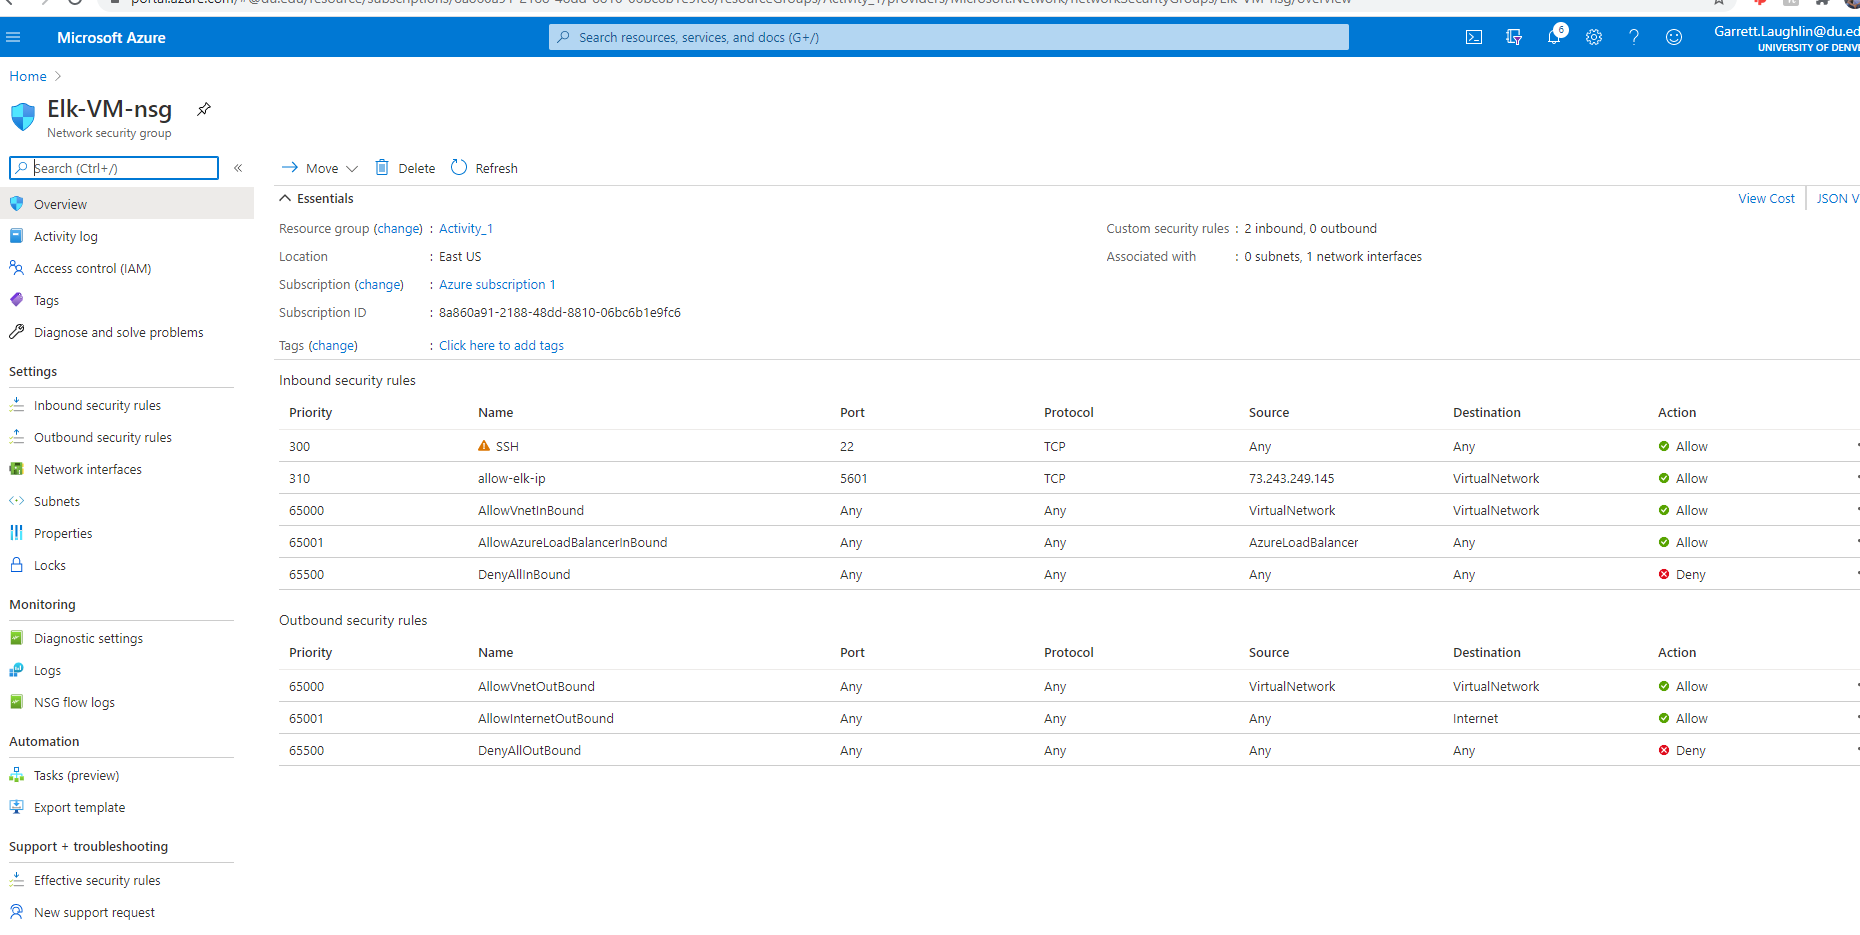 Microsoft Azure
Search resources, services, and docs (G+/)
6
Garrett.Laughlin@du.ed
UNIVERSITY OF DENV
Home
Elk-VM-nsg
Network security group
Search (Ctrl+/)
«
Move
Delete
Refresh
Overview
Activity log
Access control (IAM)
Tags
Diagnose and solve problems
Settings
Inbound security rules
Outbound security rules
Network interfaces
Subnets
Properties
Locks
Monitoring
Diagnostic settings
Logs
NSG flow logs
Automation
Tasks (preview)
Export template
Support + troubleshooting
Effective security rules
New support request
Essentials
View Cost
JSON V
Resource group (change) : Activity_1
Location : East US
Subscription (change) : Azure subscription 1
Subscription ID : 8a860a91-2188-48dd-8810-06bc6b1e9fc6
Tags (change) : Click here to add tags
Custom security rules : 2 inbound, 0 outbound
Associated with : 0 subnets, 1 network interfaces
Inbound security rules
Priority Name Port Protocol Source Destination Action
300 SSH 22 TCP Any Any Allow
310 allow-elk-ip 5601 TCP 73.243.249.145 VirtualNetwork Allow
65000 AllowVnetInBound Any Any VirtualNetwork VirtualNetwork Allow
65001 AllowAzureLoadBalancerInBound Any Any AzureLoadBalancer Any Allow
65500 DenyAllInBound Any Any Any Any Deny
Outbound security rules
Priority Name Port Protocol Source Destination Action
65000 AllowVnetOutBound Any Any VirtualNetwork VirtualNetwork Allow
65001 AllowInternetOutBound Any Any Any Internet Allow
65500 DenyAllOutBound Any Any Any Any Deny